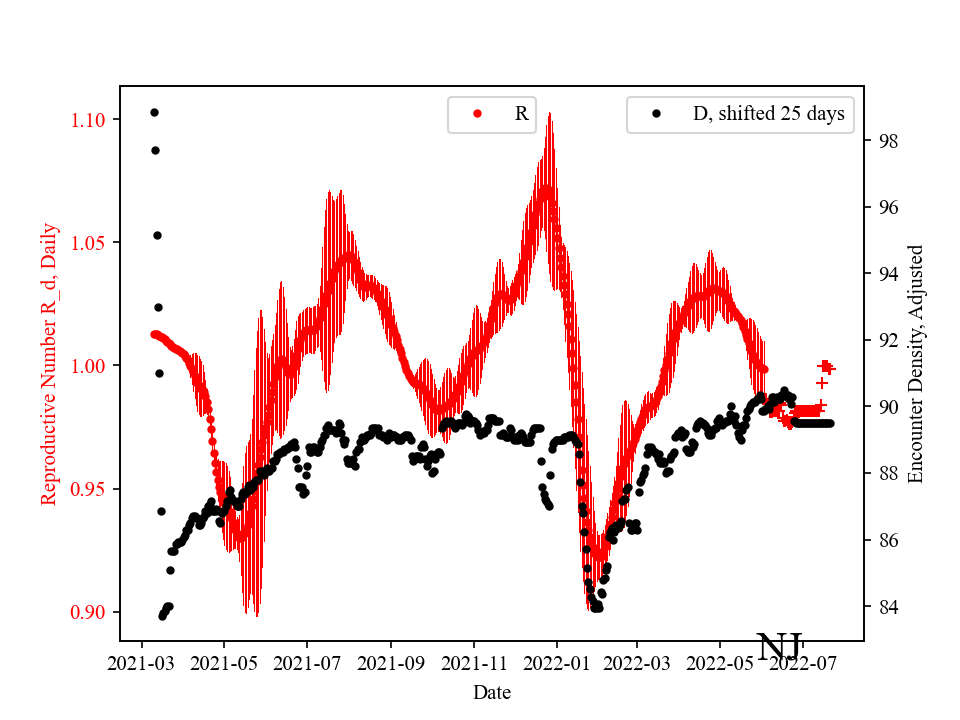 R
D, shifted 25 days
1.10
1.05
1.00
0.95
0.90
Reproductive Number R_d, Daily
98
96
94
92
90
88
86
84
Encounter Density, Adjusted
NJ
2021-03 2021-05 2021-07 2021-09 2021-11 2022-01 2022-03 2022-05 2022-07
Date